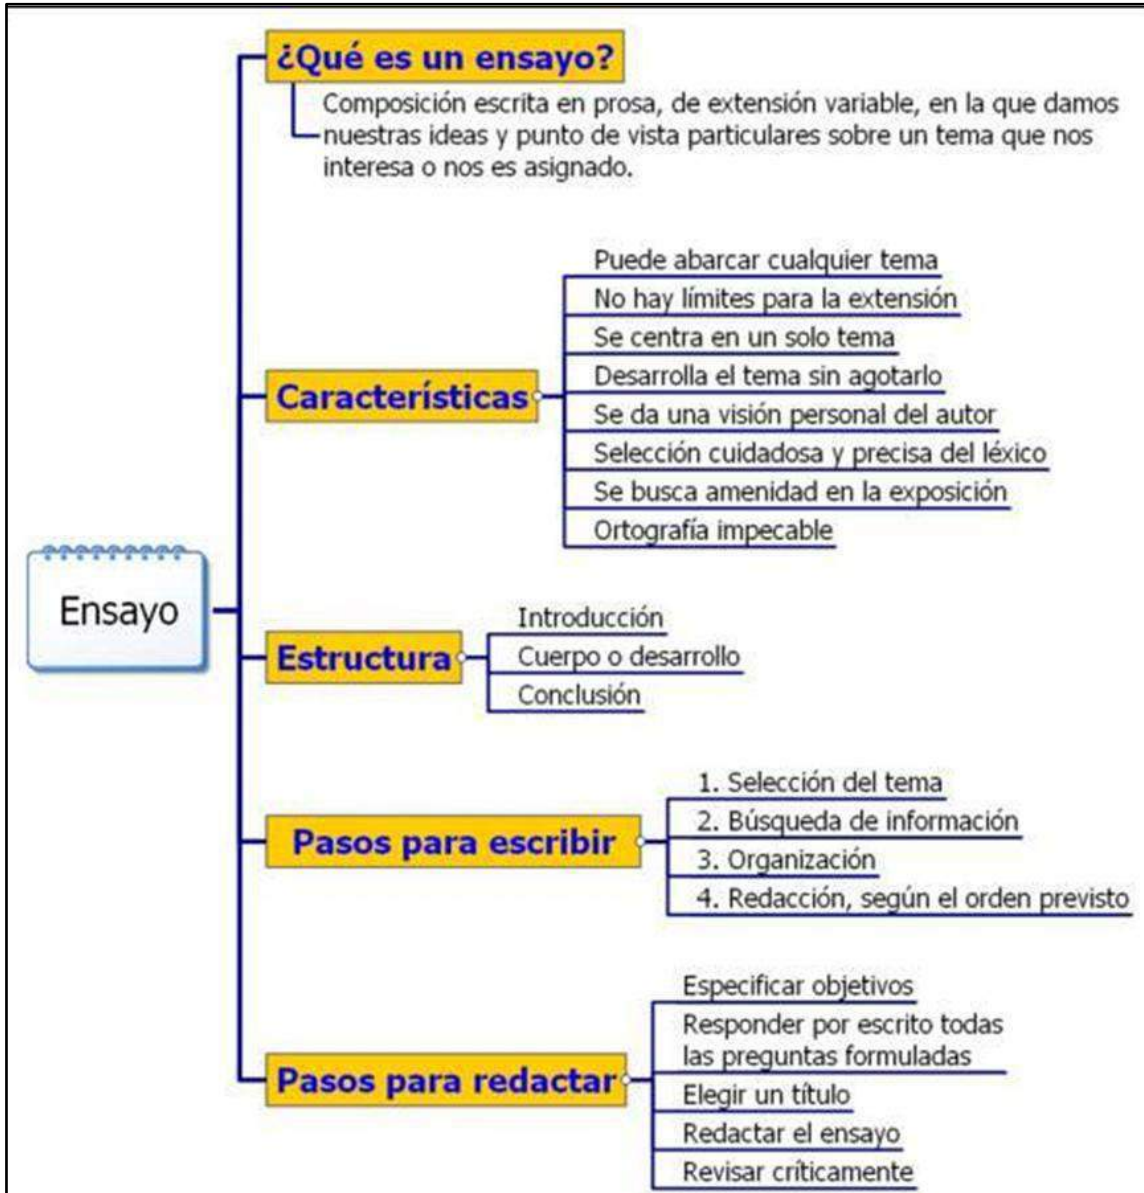 ¿Qué es un ensayo?
Composición escrita en prosa, de extensión variable, en la que damos
nuestras ideas y punto de vista particulares sobre un tema que nos
interesa o nos es asignado.
Puede abarcar cualquier tema
No hay límites para la extensión
Se centra en un solo tema
Desarrolla el tema sin agotarlo
Características
Se da una visión personal del autor
Selección cuidadosa y precisa del léxico
Se busca amenidad en la exposición
Ortografía impecable
Ensayo
Introducción
Estructura
Cuerpo o desarrollo
Conclusión
1. Selección del tema
2. Búsqueda de información
Pasos para escribir
3. Organización
4. Redacción, según el orden previsto
Especificar objetivos
Responder por escrito todas
las preguntas formuladas
Pasos para redactar
Elegir un título
Redactar el ensayo
Revisar críticamente